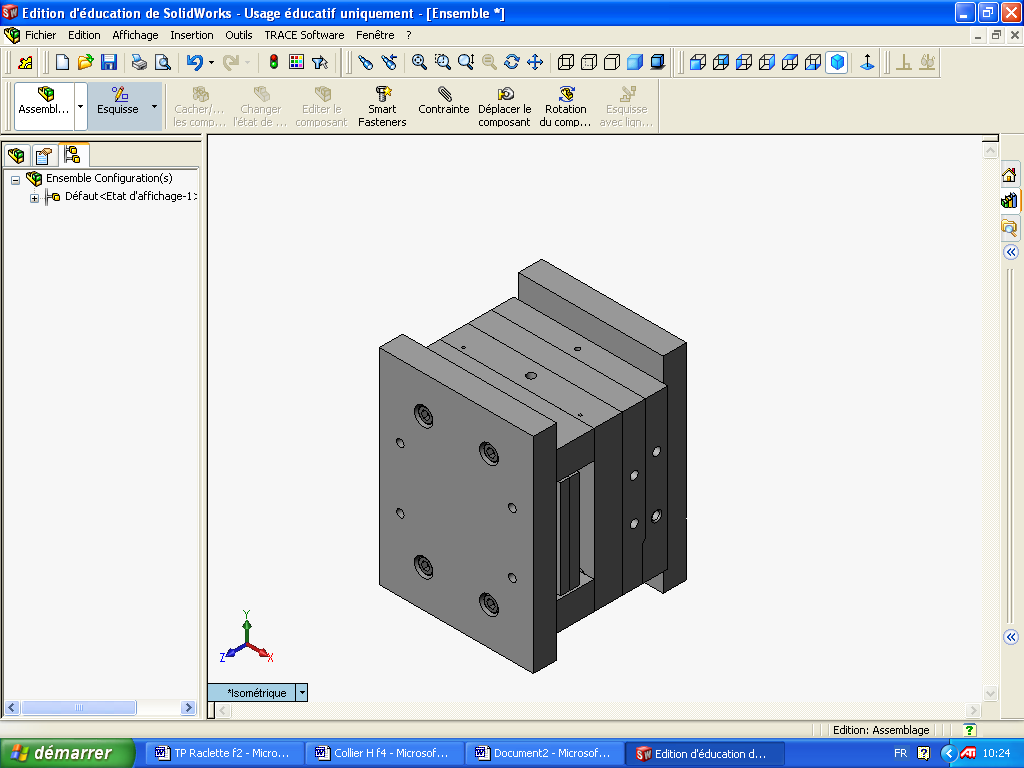 Edition d'éducation de SolidWorks - Usage éducatif uniquement - [Ensemble *]
Fichier Edition Affichage Insertion Outils TRACE Software Fenêtre ?
Assembl... Esquisse Cacher/... les comp... Changer l'état de ... Editer le composant Smart Fasteners Contrainte Déplacer le composant Rotation du comp... Esquisse avec lign...
Ensemble Configuration(s)
Défaut<Etat d'affichage-1>
Y
Z X
*Isométrique
Edition: Assemblage
démarrer TP Raclette f2 - Micro... Collier H f4 - Microsof... Document2 - Microsof... Edition d'éducation d... FR 10:24